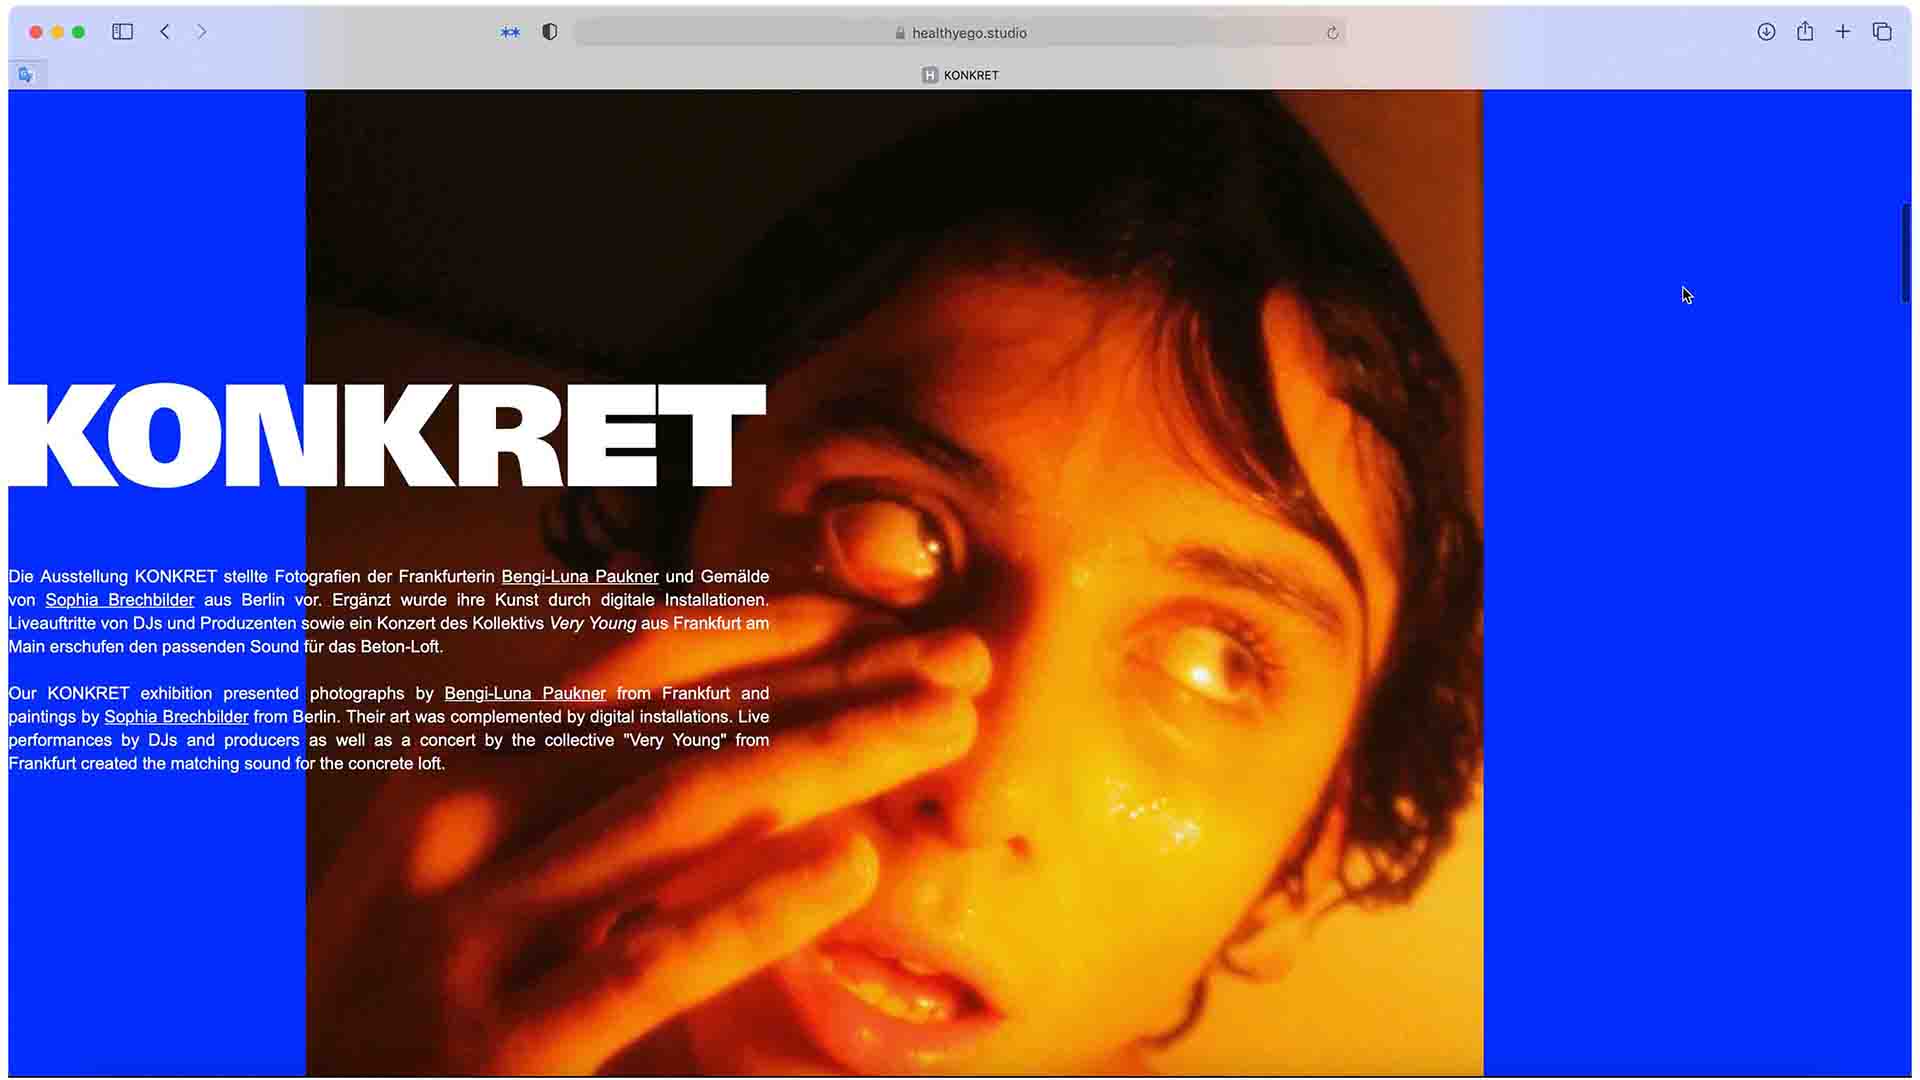 healthyego.studio
H KONKRET
KONKRET
Die Ausstellung KONKRET stellte Fotografien der Frankfurterin Bengi-Luna Paukner und Gemälde
von Sophia Brechbilder aus Berlin vor. Ergänzt wurde ihre Kunst durch digitale Installationen.
Liveauftritte von DJs und Produzenten sowie ein Konzert des Kollektivs Very Young aus Frankfurt am
Main erschufen den passenden Sound für das Beton-Loft.
Our KONKRET exhibition presented photographs by Bengi-Luna Paukner from Frankfurt and
paintings by Sophia Brechbilder from Berlin. Their art was complemented by digital installations. Live
performances by DJs and producers as well as a concert by the collective "Very Young" from
Frankfurt created the matching sound for the concrete loft.